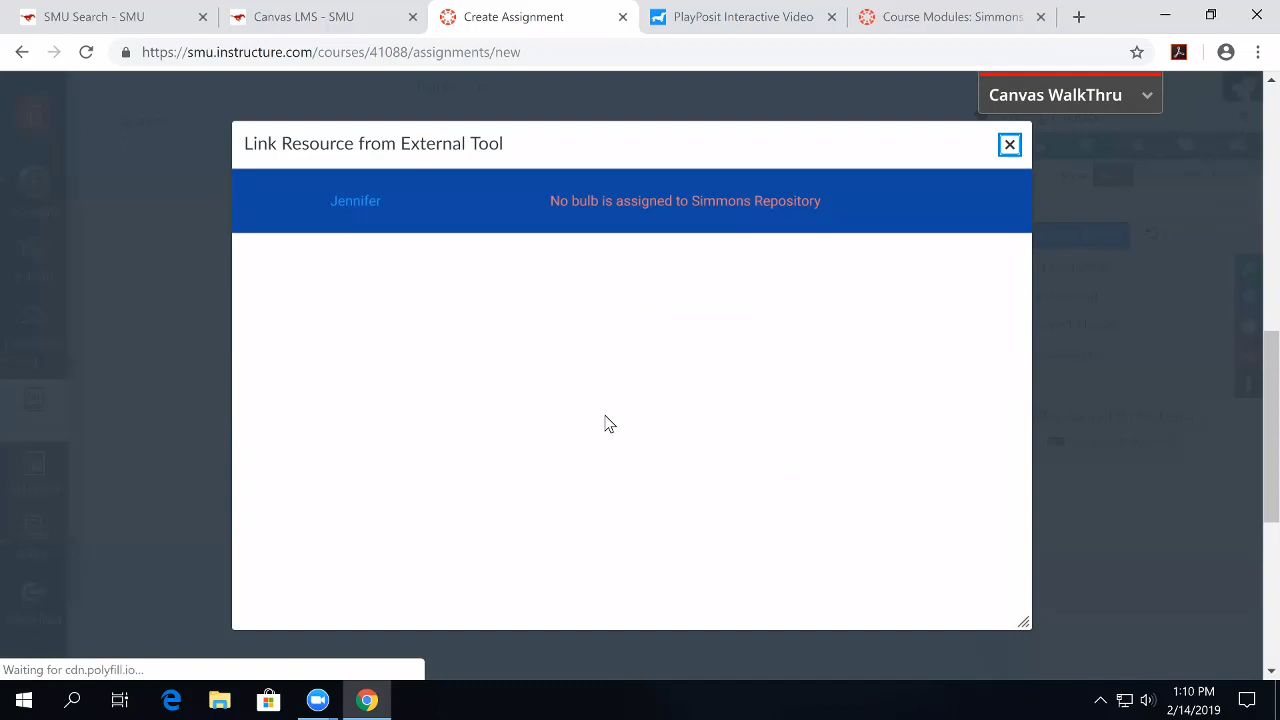 SMU Search - SMU
Canvas LMS - SMU
Create Assignment
PlayPosit Interactive Video
Course Modules: Simmons
https://smu.instructure.com/courses/41088/assignments/new
Canvas WalkThru
Link Resource from External Tool
Jennifer
No bulb is assigned to Simmons Repository
Waiting for cdn.polyfill.io...
1:10 PM
2/14/2019